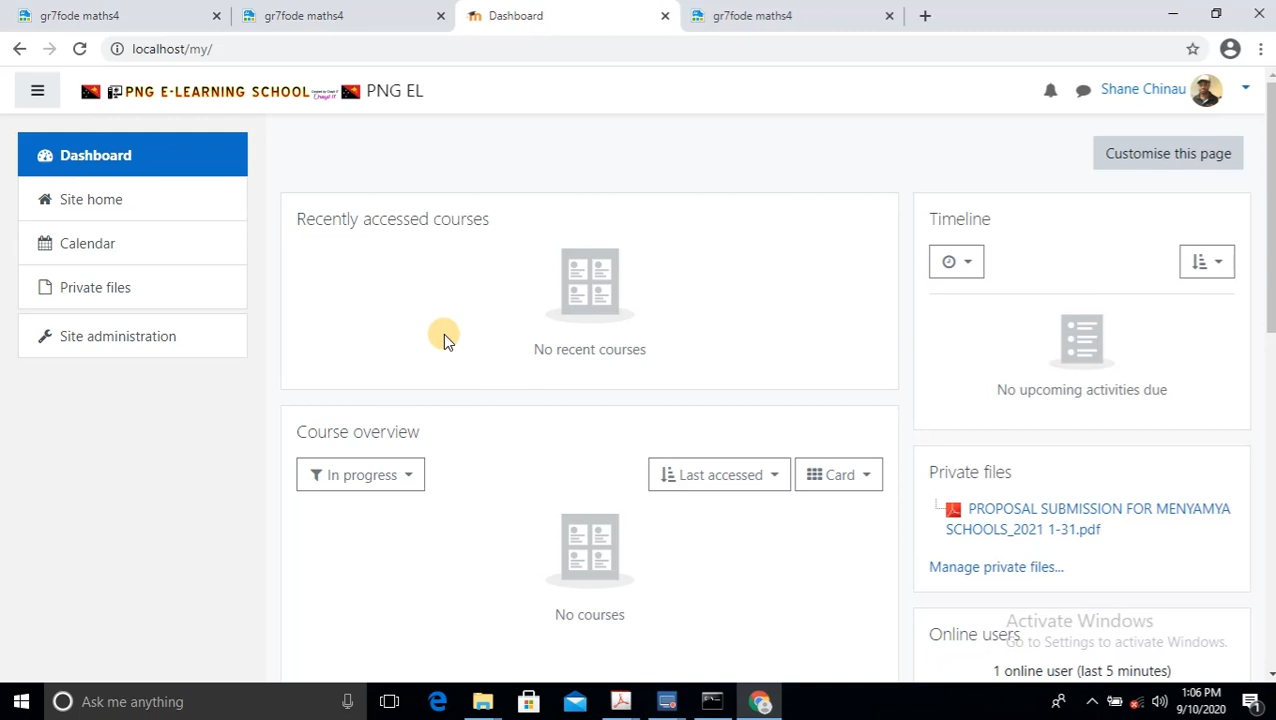 gr7fode maths4
gr7fode maths4
Dashboard
gr7fode maths4
localhost/my/
PNG E-LEARNING SCHOOL
PNG EL
Shane Chinau
Dashboard
Site home
Calendar
Private files
Site administration
Customise this page
Recently accessed courses
No recent courses
Course overview
In progress
Last accessed
Card
No courses
Timeline
No upcoming activities due
Private files
PROPOSAL SUBMISSION FOR MENYAMYA
SCHOOLS_2021 1-31.pdf
Manage private files...
Online users
1 online user (last 5 minutes)
Activate Windows
Go to Settings to activate Windows.
Ask me anything
1:06 PM
9/10/2020
1